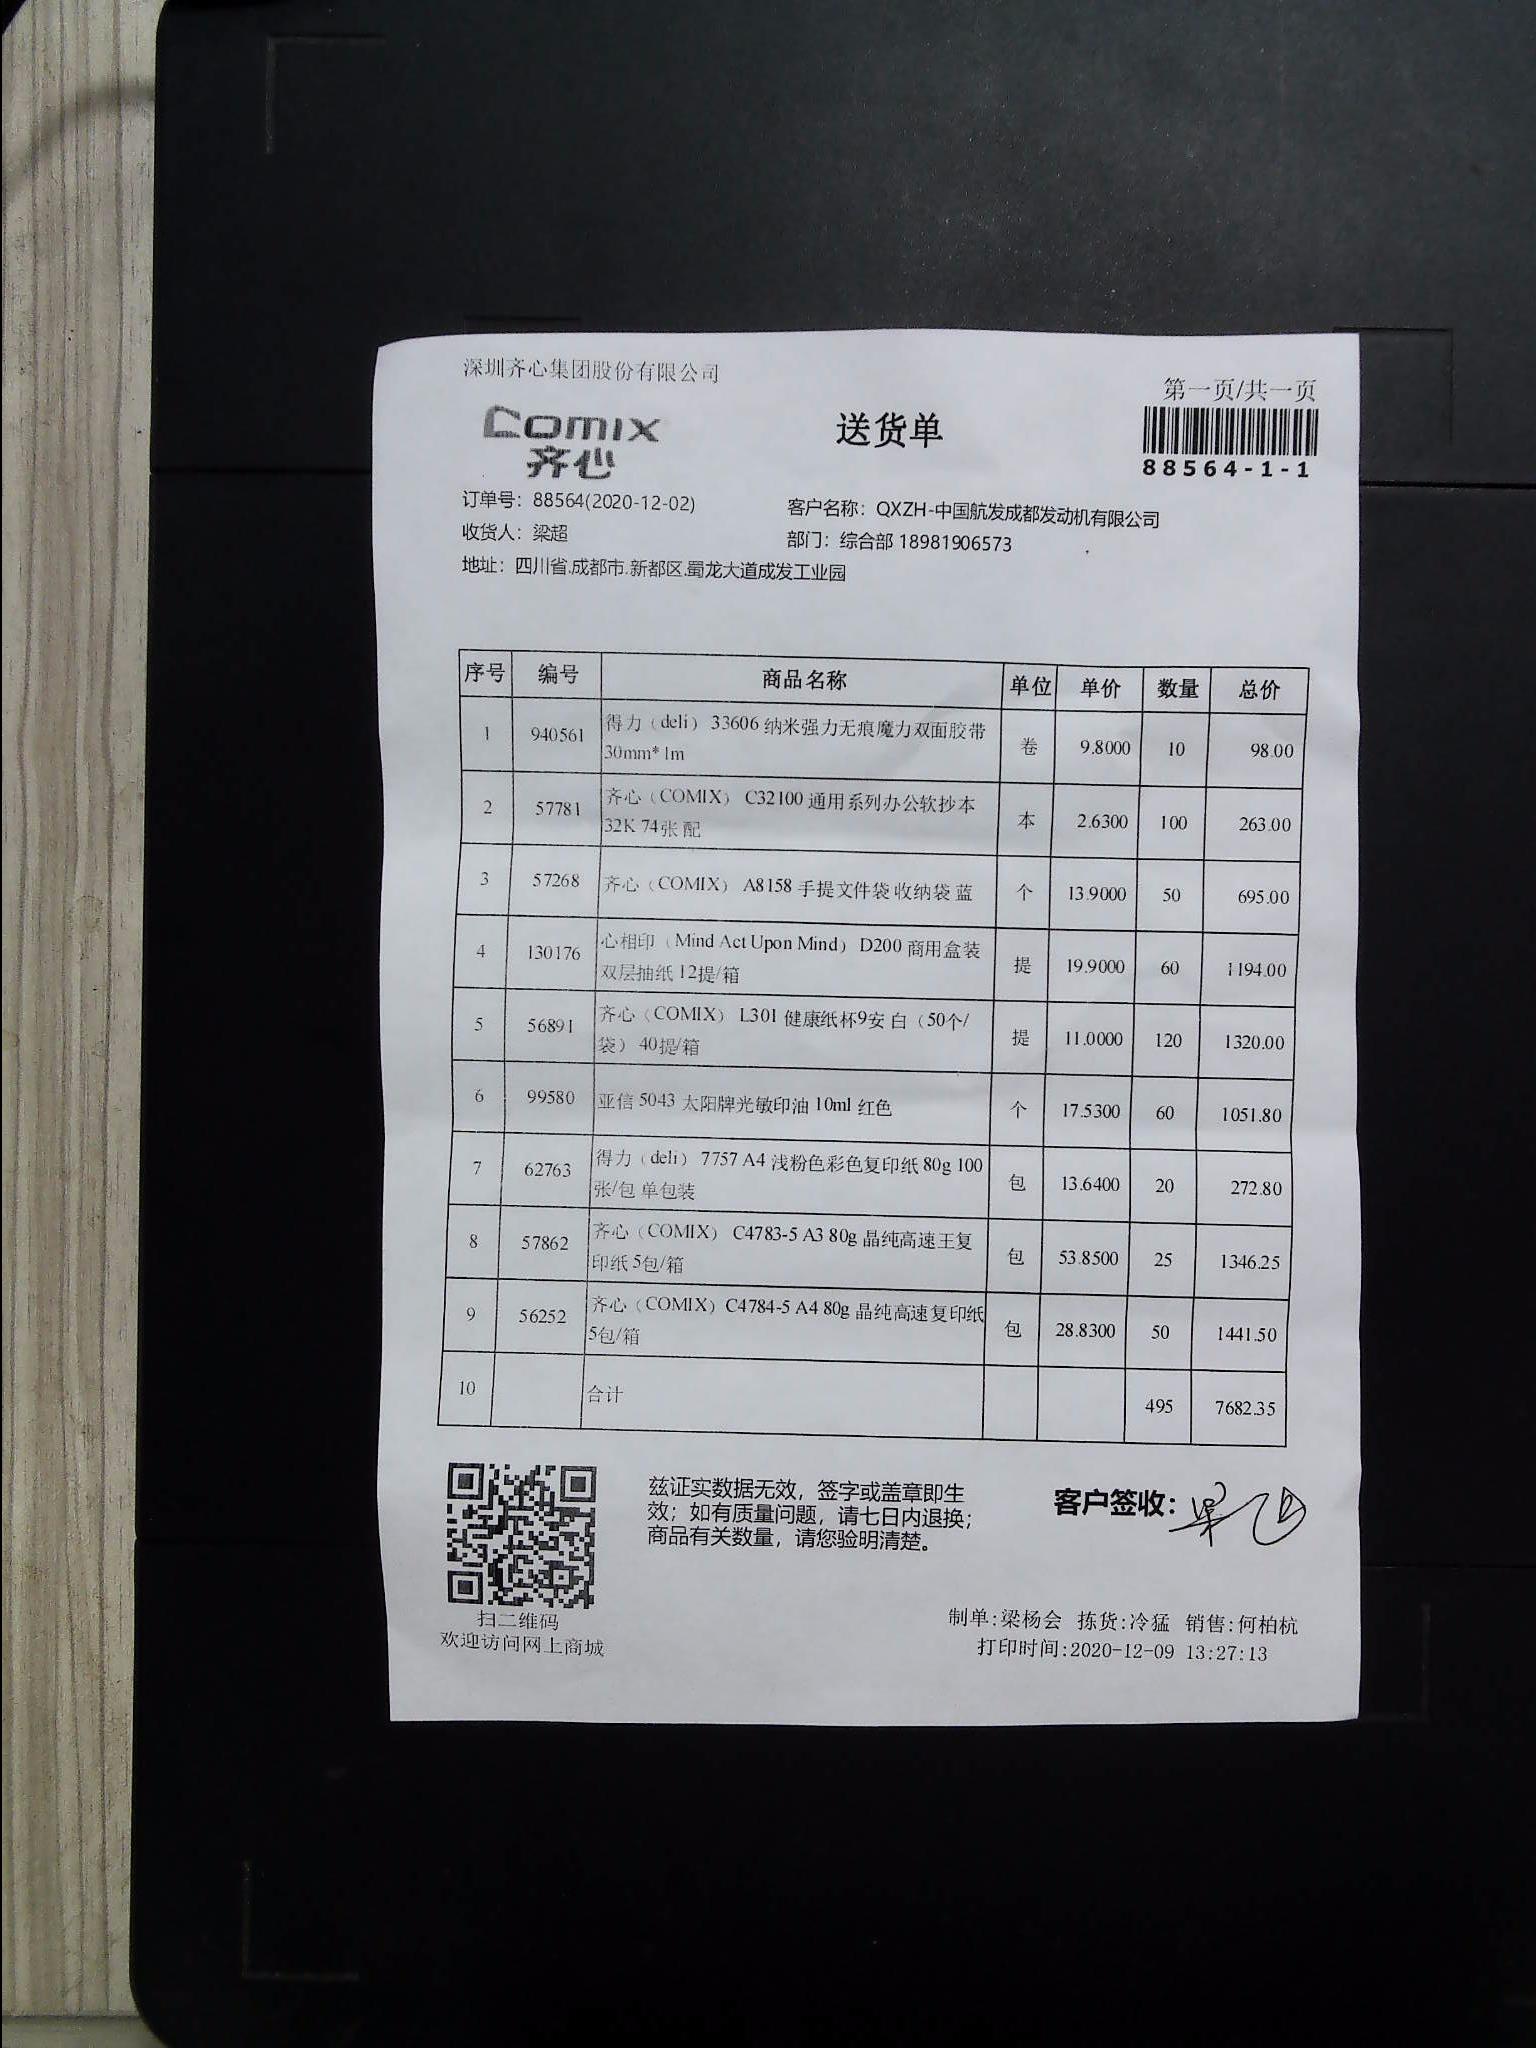 深圳齐心集团股份有限公司
第一页/共一页
comix
齐心
送货单
88564-1-1
订单号：88564(2020-12-02)
客户名称：QXZH-中国航发成都发动机有限公司
收货人：梁超
部门：综合部 18981906573
地址：四川省.成都市.新都区.蜀龙大道成发工业园
序号 编号 商品名称 单位 单价 数量 总价
1 940561 得力（deli） 33606 纳米强力无痕魔力双面胶带 卷 9.8000 10 98.00
30mm* 1m
2 57781 齐心（COMIX） C32100 通用系列办公软抄本 本 2.6300 100 263.00
32K 74张 配
3 57268 齐心（COMIX） A8158 手提文件袋 收纳袋 蓝 个 13.9000 50 695.00
4 130176 心相印（Mind Act Upon Mind） D200 商用盒装 提 19.9000 60 1194.00
双层抽纸 12提/箱
5 56891 齐心（COMIX） L301 健康纸杯9安 白（50个/ 提 11.0000 120 1320.00
袋） 40提/箱
6 99580 亚信 5043 太阳牌光敏印油 10ml 红色 个 17.5300 60 1051.80
7 62763 得力（deli） 7757 A4 浅粉色彩色复印纸 80g 100 包 13.6400 20 272.80
张/包 单包装
8 57862 齐心（COMIX） C4783-5 A3 80g 晶纯高速王复 包 53.8500 25 1346.25
印纸 5包/箱
9 56252 齐心（COMIX）C4784-5 A4 80g 晶纯高速复印纸 包 28.8300 50 1441.50
5包/箱
10 合计 495 7682.35
兹证实数据无效，签字或盖章即生
效；如有质量问题，请七日内退换；
商品有关数量，请您验明清楚。
客户签收：
扫二维码
欢迎访问网上商城
制单:梁杨会 拣货:冷猛 销售:何柏杭
打印时间:2020-12-09 13:27:13